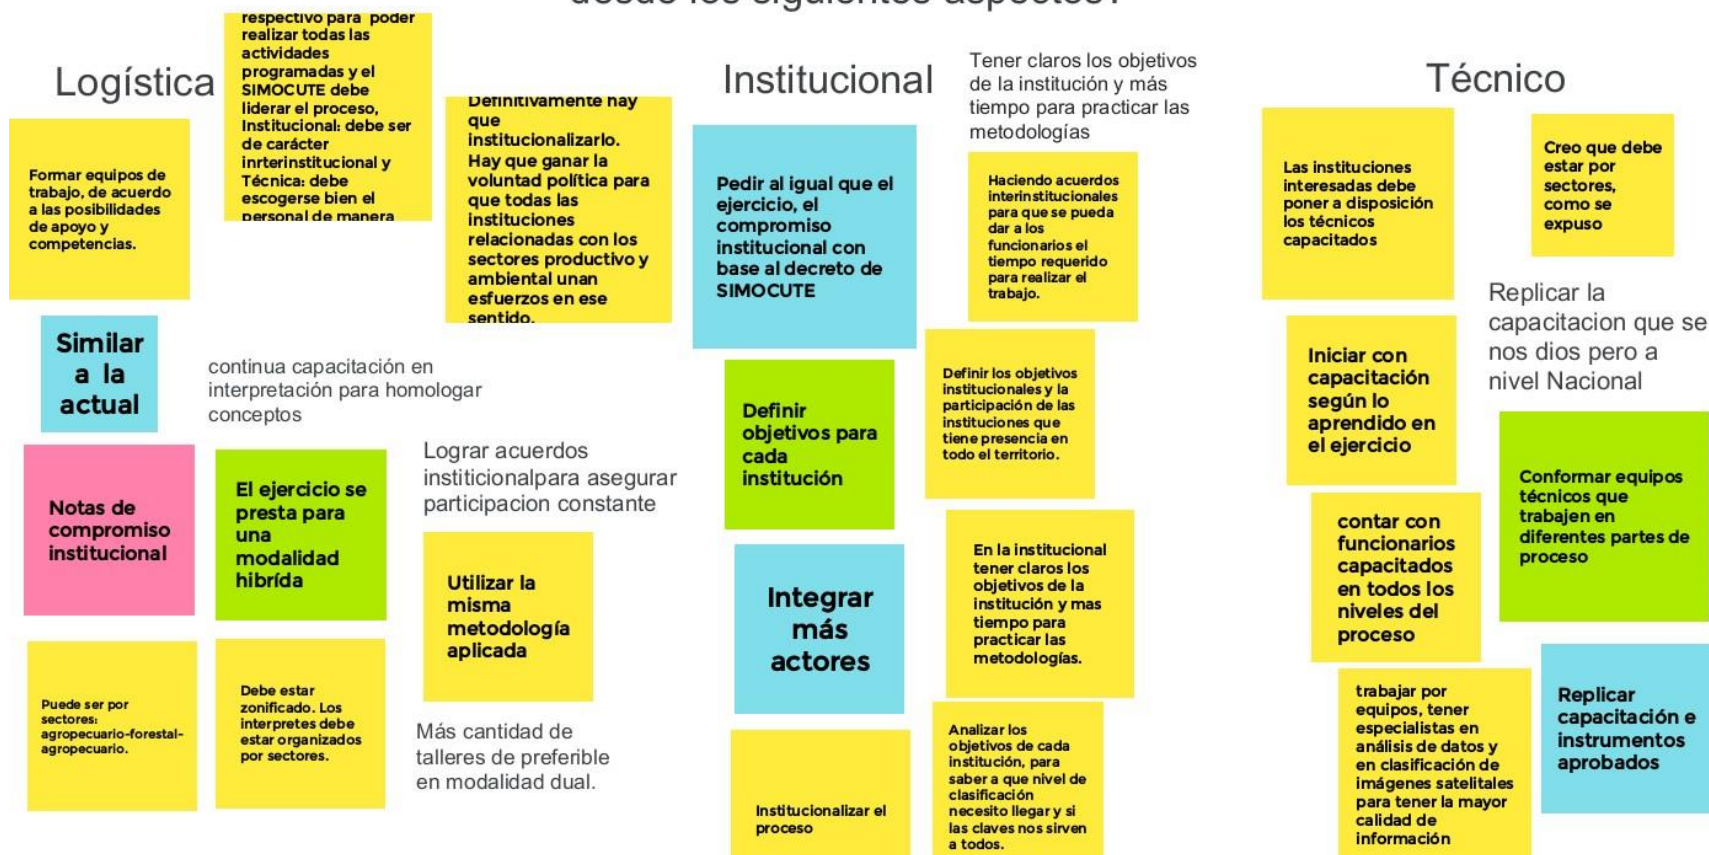 desde los siguientes aspectos?
Logística
respectivo para poder
realizar todas las
actividades
programadas y el
SIMOCUTE debe
liderar el proceso,
Institucional: debe ser
de carácter
inrterinstitucional y
Técnica: debe
escogerse bien el
personal de manera
Definitivamente hay
que
institucionalizarlo.
Hay que ganar la
voluntad política para
que todas las
instituciones
relacionadas con los
sectores productivo y
ambiental unan
esfuerzos en ese
sentido.
Formar equipos de
trabajo, de acuerdo
a las posibilidades
de apoyo y
competencias.
Similar
a la
actual
continua capacitación en
interpretación para homologar
conceptos
Notas de
compromiso
institucional
El ejercicio se
presta para
una
modalidad
hibrída
Lograr acuerdos
institicionalpara asegurar
participacion constante
Utilizar la
misma
metodología
aplicada
Puede ser por
sectores:
agropecuario-forestal-
agropecuario.
Debe estar
zonificado. Los
interpretes debe
estar organizados
por sectores.
Más cantidad de
talleres de preferible
en modalidad dual.
Institucional
Tener claros los objetivos
de la institución y más
tiempo para practicar las
metodologías
Pedir al igual que el
ejercicio, el
compromiso
institucional con
base al decreto de
SIMOCUTE
Haciendo acuerdos
interinstitucionales
para que se pueda
dar a los
funcionarios el
tiempo requerido
para realizar el
trabajo.
Definir
objetivos para
cada
institución
Definir los objetivos
institucionales y la
participación de las
instituciones que
tiene presencia en
todo el territorio.
Integrar
más
actores
En la institucional
tener claros los
objetivos de la
institución y mas
tiempo para
practicar las
metodologías.
Institucionalizar el
proceso
Analizar los
objetivos de cada
institución, para
saber a que nivel de
clasificación
necesito llegar y si
las claves nos sirven
a todos.
Técnico
Las instituciones
interesadas debe
poner a disposición
los técnicos
capacitados
Creo que debe
estar por
sectores,
como se
expuso
Replicar la
capacitacion que se
nos dios pero a
nivel Nacional
Iniciar con
capacitación
según lo
aprendido en
el ejercicio
Conformar equipos
técnicos que
trabajen en
diferentes partes de
proceso
contar con
funcionarios
capacitados
en todos los
niveles del
proceso
trabajar por
equipos, tener
especialistas en
análisis de datos y
en clasificación de
imágenes satelitales
para tener la mayor
calidad de
información
Replicar
capacitación e
instrumentos
aprobados